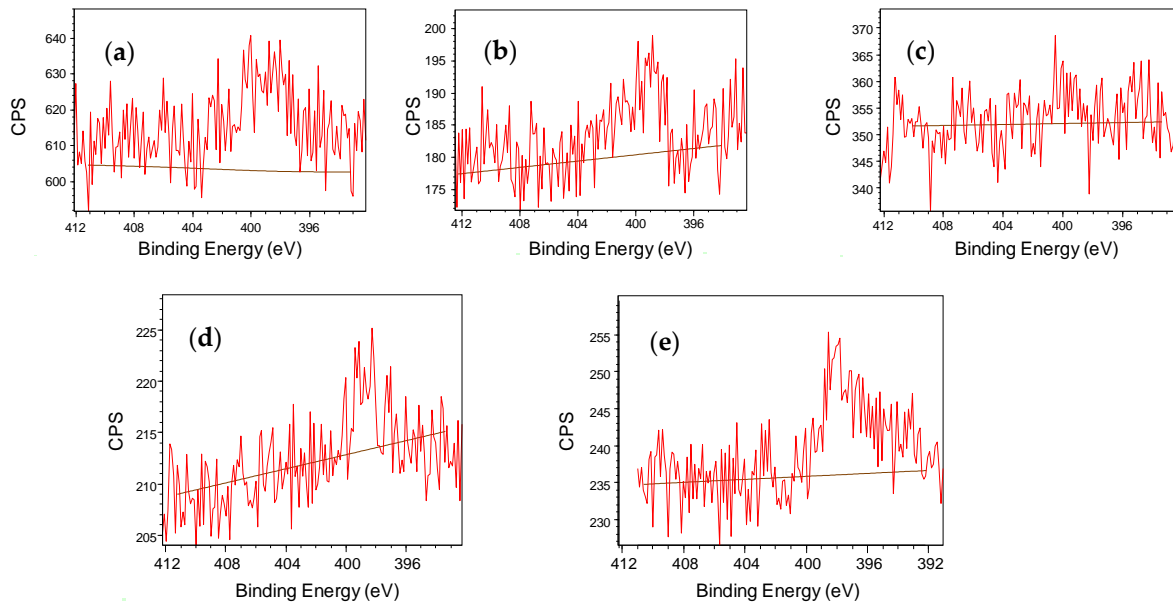 (a)
CPS
640
630
620
610
600
412 408 404 400 396
Binding Energy (eV)
(b)
CPS
200
195
190
185
180
175
412 408 404 400 396
Binding Energy (eV)
(c)
CPS
370
365
360
355
350
345
340
412 408 404 400 396
Binding Energy (eV)
(d)
CPS
225
220
215
210
205
412 408 404 400 396
Binding Energy (eV)
(e)
CPS
255
250
245
240
235
230
412 408 404 400 396 392
Binding Energy (eV)